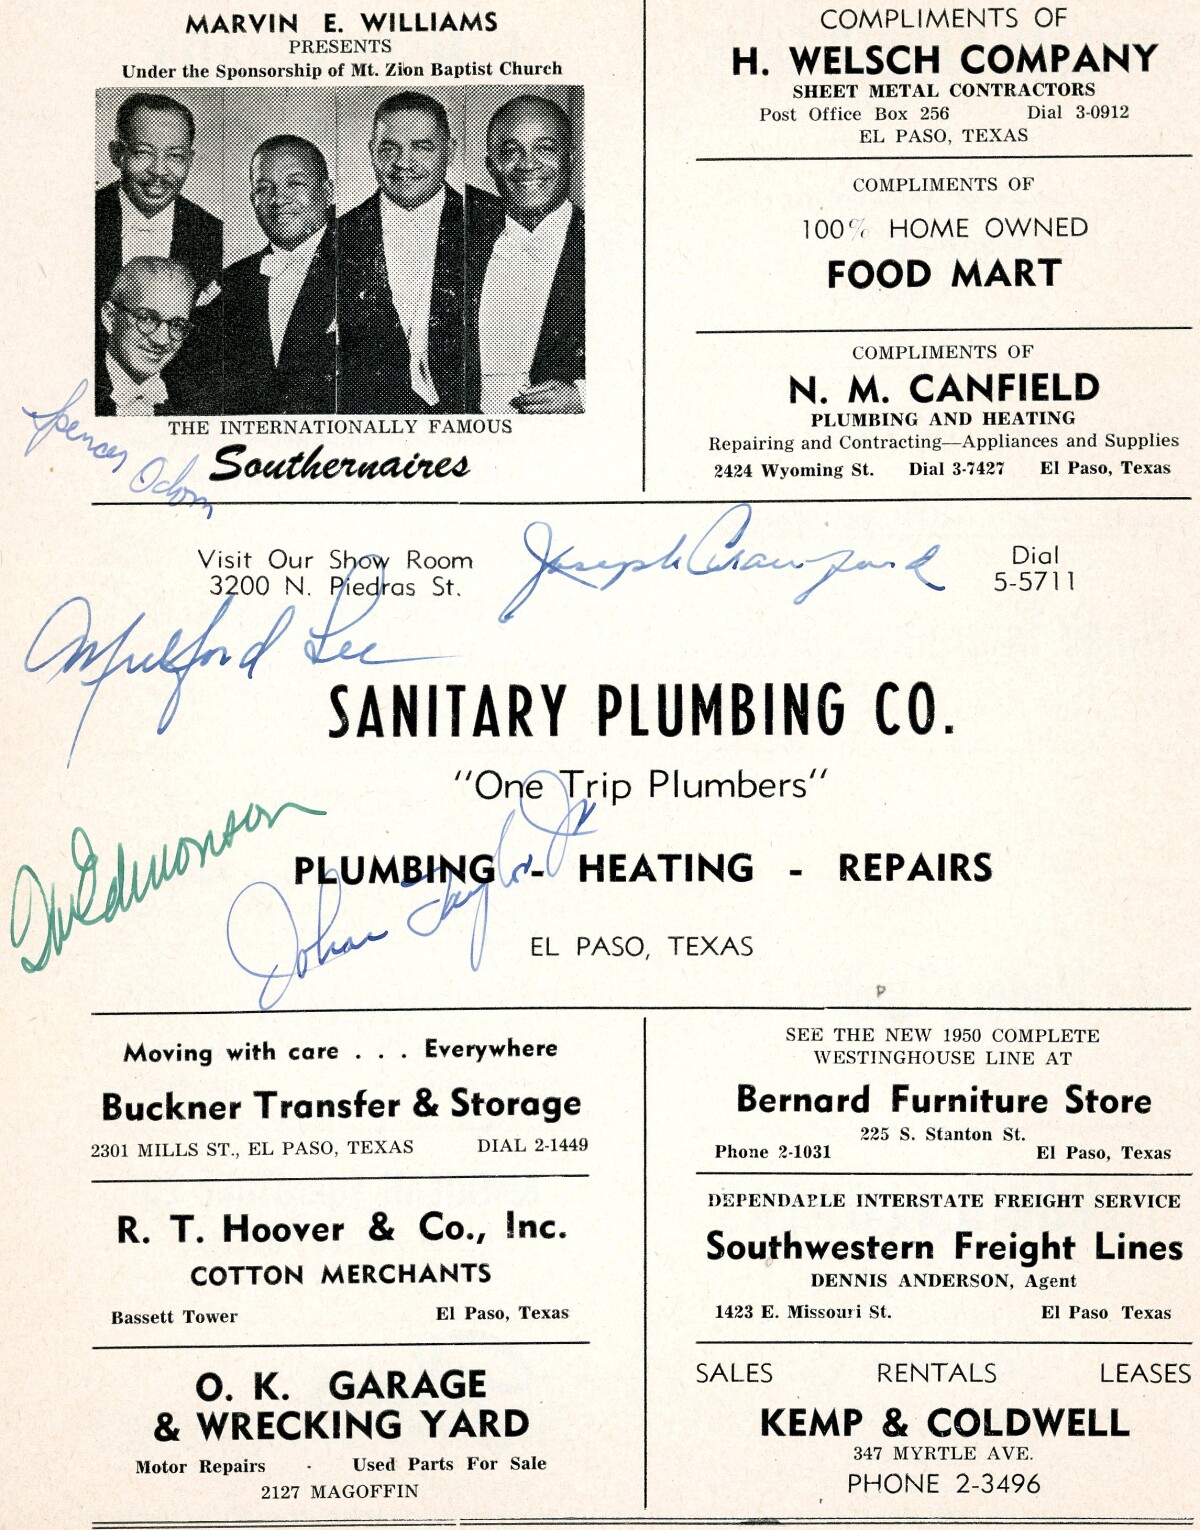 MARVIN E. WILLIAMS
PRESENTS
Under the Sponsorship of Mt. Zion Baptist Church
THE INTERNATIONALLY FAMOUS
Southernaires
Spencer
Odom
COMPLIMENTS OF
H. WELSCH COMPANY
SHEET METAL CONTRACTORS
Post Office Box 256 Dial 3-0912
EL PASO, TEXAS
COMPLIMENTS OF
100% HOME OWNED
FOOD MART
COMPLIMENTS OF
N. M. CANFIELD
PLUMBING AND HEATING
Repairing and Contracting—Appliances and Supplies
2424 Wyoming St. Dial 3-7427 El Paso, Texas
Visit Our Show Room
3200 N. Piedras St.
Joseph Crawford
Dial
5-5711
Mulford Lee
SANITARY PLUMBING CO.
"One Trip Plumbers"
Edmonson
PLUMBING - HEATING - REPAIRS
Johan Taylor Jr
EL PASO, TEXAS
Moving with care . . . Everywhere
Buckner Transfer & Storage
2301 MILLS ST., EL PASO, TEXAS DIAL 2-1449
R. T. Hoover & Co., Inc.
COTTON MERCHANTS
Bassett Tower El Paso, Texas
O. K. GARAGE
& WRECKING YARD
Motor Repairs - Used Parts For Sale
2127 MAGOFFIN
SEE THE NEW 1950 COMPLETE
WESTINGHOUSE LINE AT
Bernard Furniture Store
225 S. Stanton St.
Phone 2-1031 El Paso, Texas
DEPENDABLE INTERSTATE FREIGHT SERVICE
Southwestern Freight Lines
DENNIS ANDERSON, Agent
1423 E. Missouri St. El Paso Texas
SALES RENTALS LEASES
KEMP & COLDWELL
347 MYRTLE AVE.
PHONE 2-3496